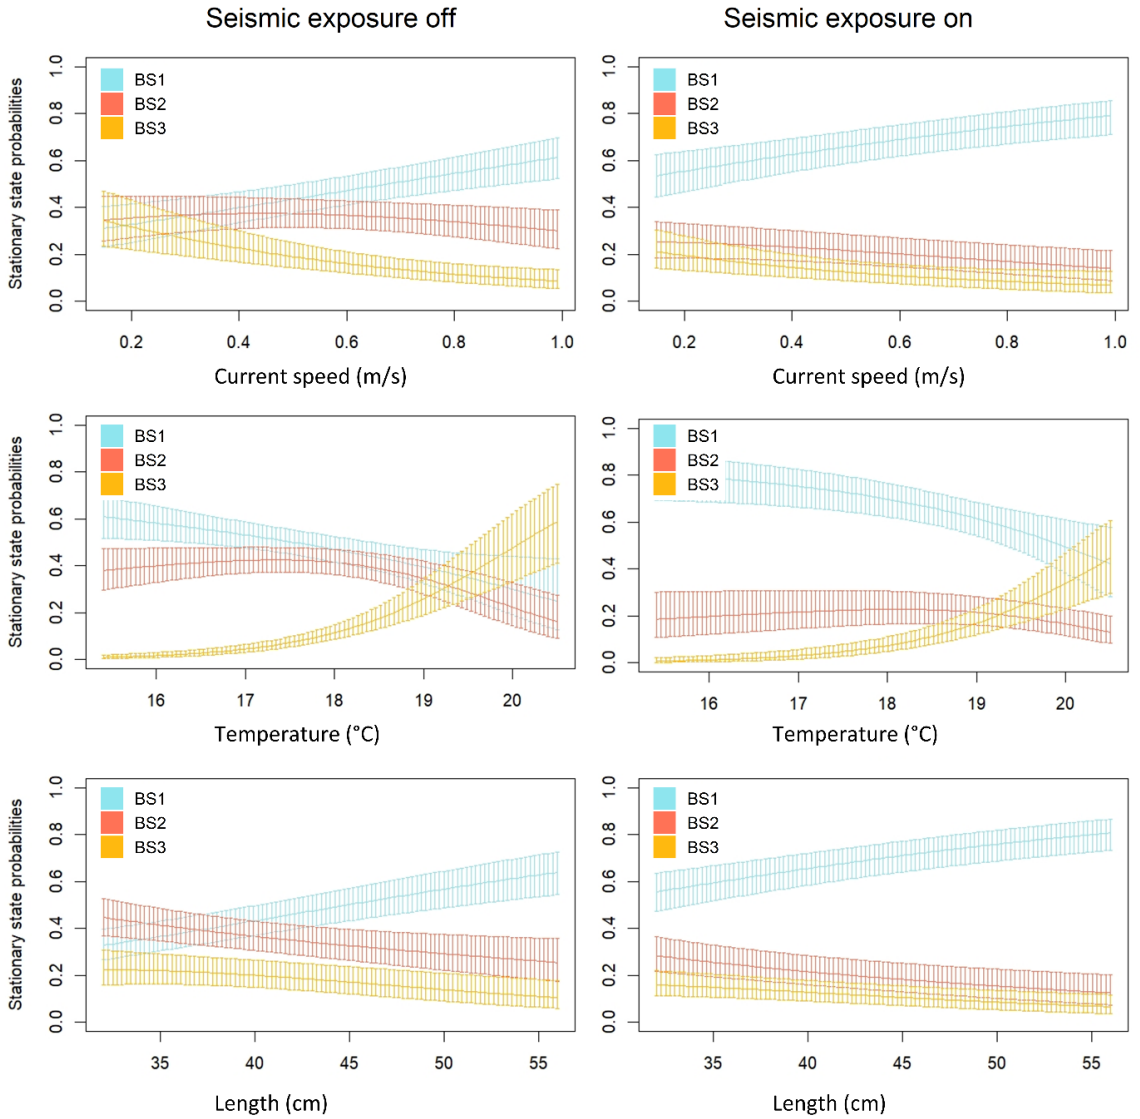 Seismic exposure off
Seismic exposure on
Stationary state probabilities
1.0
0.8
0.6
0.4
0.2
0.0
BS1
BS2
BS3
0.2 0.4 0.6 0.8 1.0
Current speed (m/s)
1.0
0.8
0.6
0.4
0.2
0.0
BS1
BS2
BS3
0.2 0.4 0.6 0.8 1.0
Current speed (m/s)
Stationary state probabilities
1.0
0.8
0.6
0.4
0.2
0.0
BS1
BS2
BS3
16 17 18 19 20
Temperature (°C)
1.0
0.8
0.6
0.4
0.2
0.0
BS1
BS2
BS3
16 17 18 19 20
Temperature (°C)
Stationary state probabilities
1.0
0.8
0.6
0.4
0.2
0.0
BS1
BS2
BS3
35 40 45 50 55
Length (cm)
1.0
0.8
0.6
0.4
0.2
0.0
BS1
BS2
BS3
35 40 45 50 55
Length (cm)